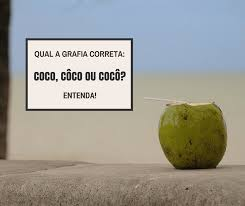 QUAL A GRAFIA CORRETA:
COCO, CÔCO OU COCÔ?
ENTENDA!